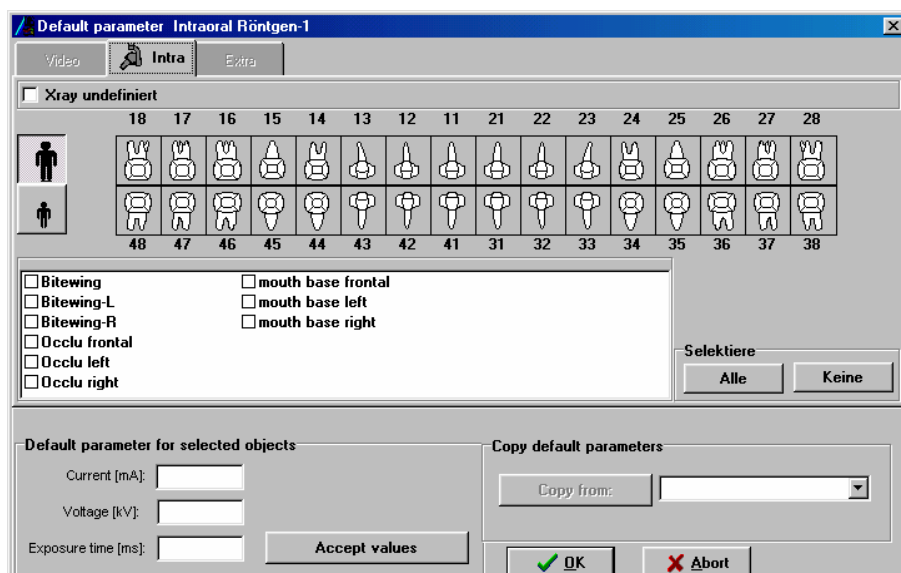 Default parameter Intraoral Röntgen-1
Video Intra Extra
Xray undefiniert
18 17 16 15 14 13 12 11 21 22 23 24 25 26 27 28
48 47 46 45 44 43 42 41 31 32 33 34 35 36 37 38
Bitewing mouth base frontal
Bitewing-L mouth base left
Bitewing-R mouth base right
Occlu frontal
Occlu left
Occlu right
Selektiere
Alle Keine
Default parameter for selected objects
Current [mA]:
Voltage [kV]:
Exposure time [ms]:
Accept values
Copy default parameters
Copy from:
OK Abort